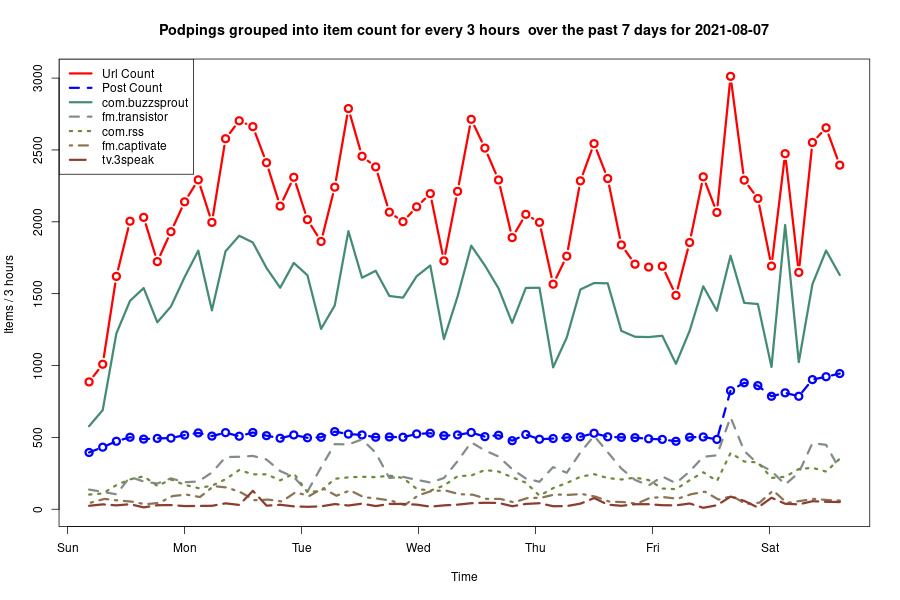 Podpings grouped into item count for every 3 hours  over the past 7 days for 2021-08-07
Url Count
Post Count
com.buzzsprout
fm.transistor
com.rss
fm.captivate
tv.3speak
Items / 3 hours
3000
2500
2000
1500
1000
500
0
Sun Mon Tue Wed Thu Fri Sat
Time